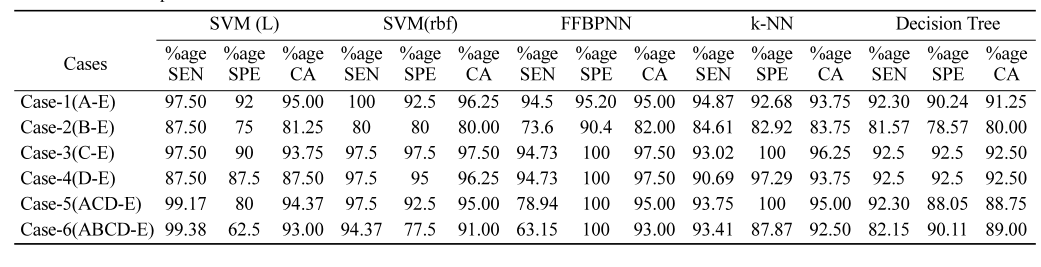 SVM (L) SVM(rbf) FFBPNN k-NN Decision Tree
Cases %age SEN %age SPE %age CA %age SEN %age SPE %age CA %age SEN %age SPE %age CA %age SEN %age SPE %age CA %age SEN %age SPE %age CA
Case-1(A-E) 97.50 92 95.00 100 92.5 96.25 94.5 95.20 95.00 94.87 92.68 93.75 92.30 90.24 91.25
Case-2(B-E) 87.50 75 81.25 80 80 80.00 73.6 90.4 82.00 84.61 82.92 83.75 81.57 78.57 80.00
Case-3(C-E) 97.50 90 93.75 97.5 97.5 97.50 94.73 100 97.50 93.02 100 96.25 92.5 92.5 92.50
Case-4(D-E) 87.50 87.5 87.50 97.5 95 96.25 94.73 100 97.50 90.69 97.29 93.75 92.5 92.5 92.50
Case-5(ACD-E) 99.17 80 94.37 97.5 92.5 95.00 78.94 100 95.00 93.75 100 95.00 92.30 88.05 88.75
Case-6(ABCD-E) 99.38 62.5 93.00 94.37 77.5 91.00 63.15 100 93.00 93.41 87.87 92.50 82.15 90.11 89.00